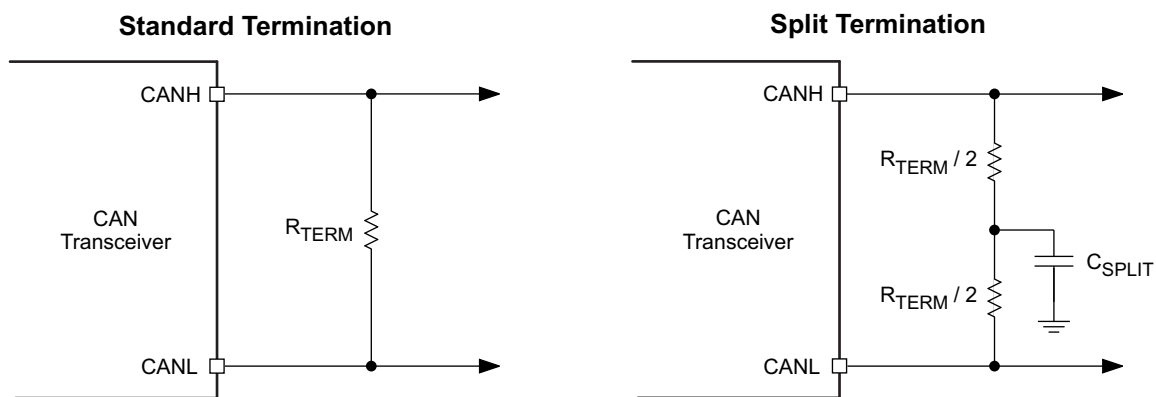 Standard Termination
CANH
CAN
Transceiver
RTERM
CANL
Split Termination
CANH
RTERM / 2
CAN
Transceiver
CSPLIT
RTERM / 2
CANL